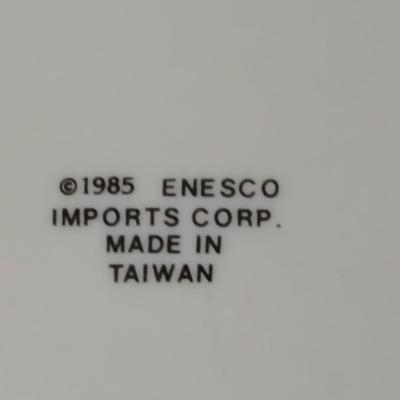 ©1985 ENESCO
IMPORTS CORP.
MADE IN
TAIWAN